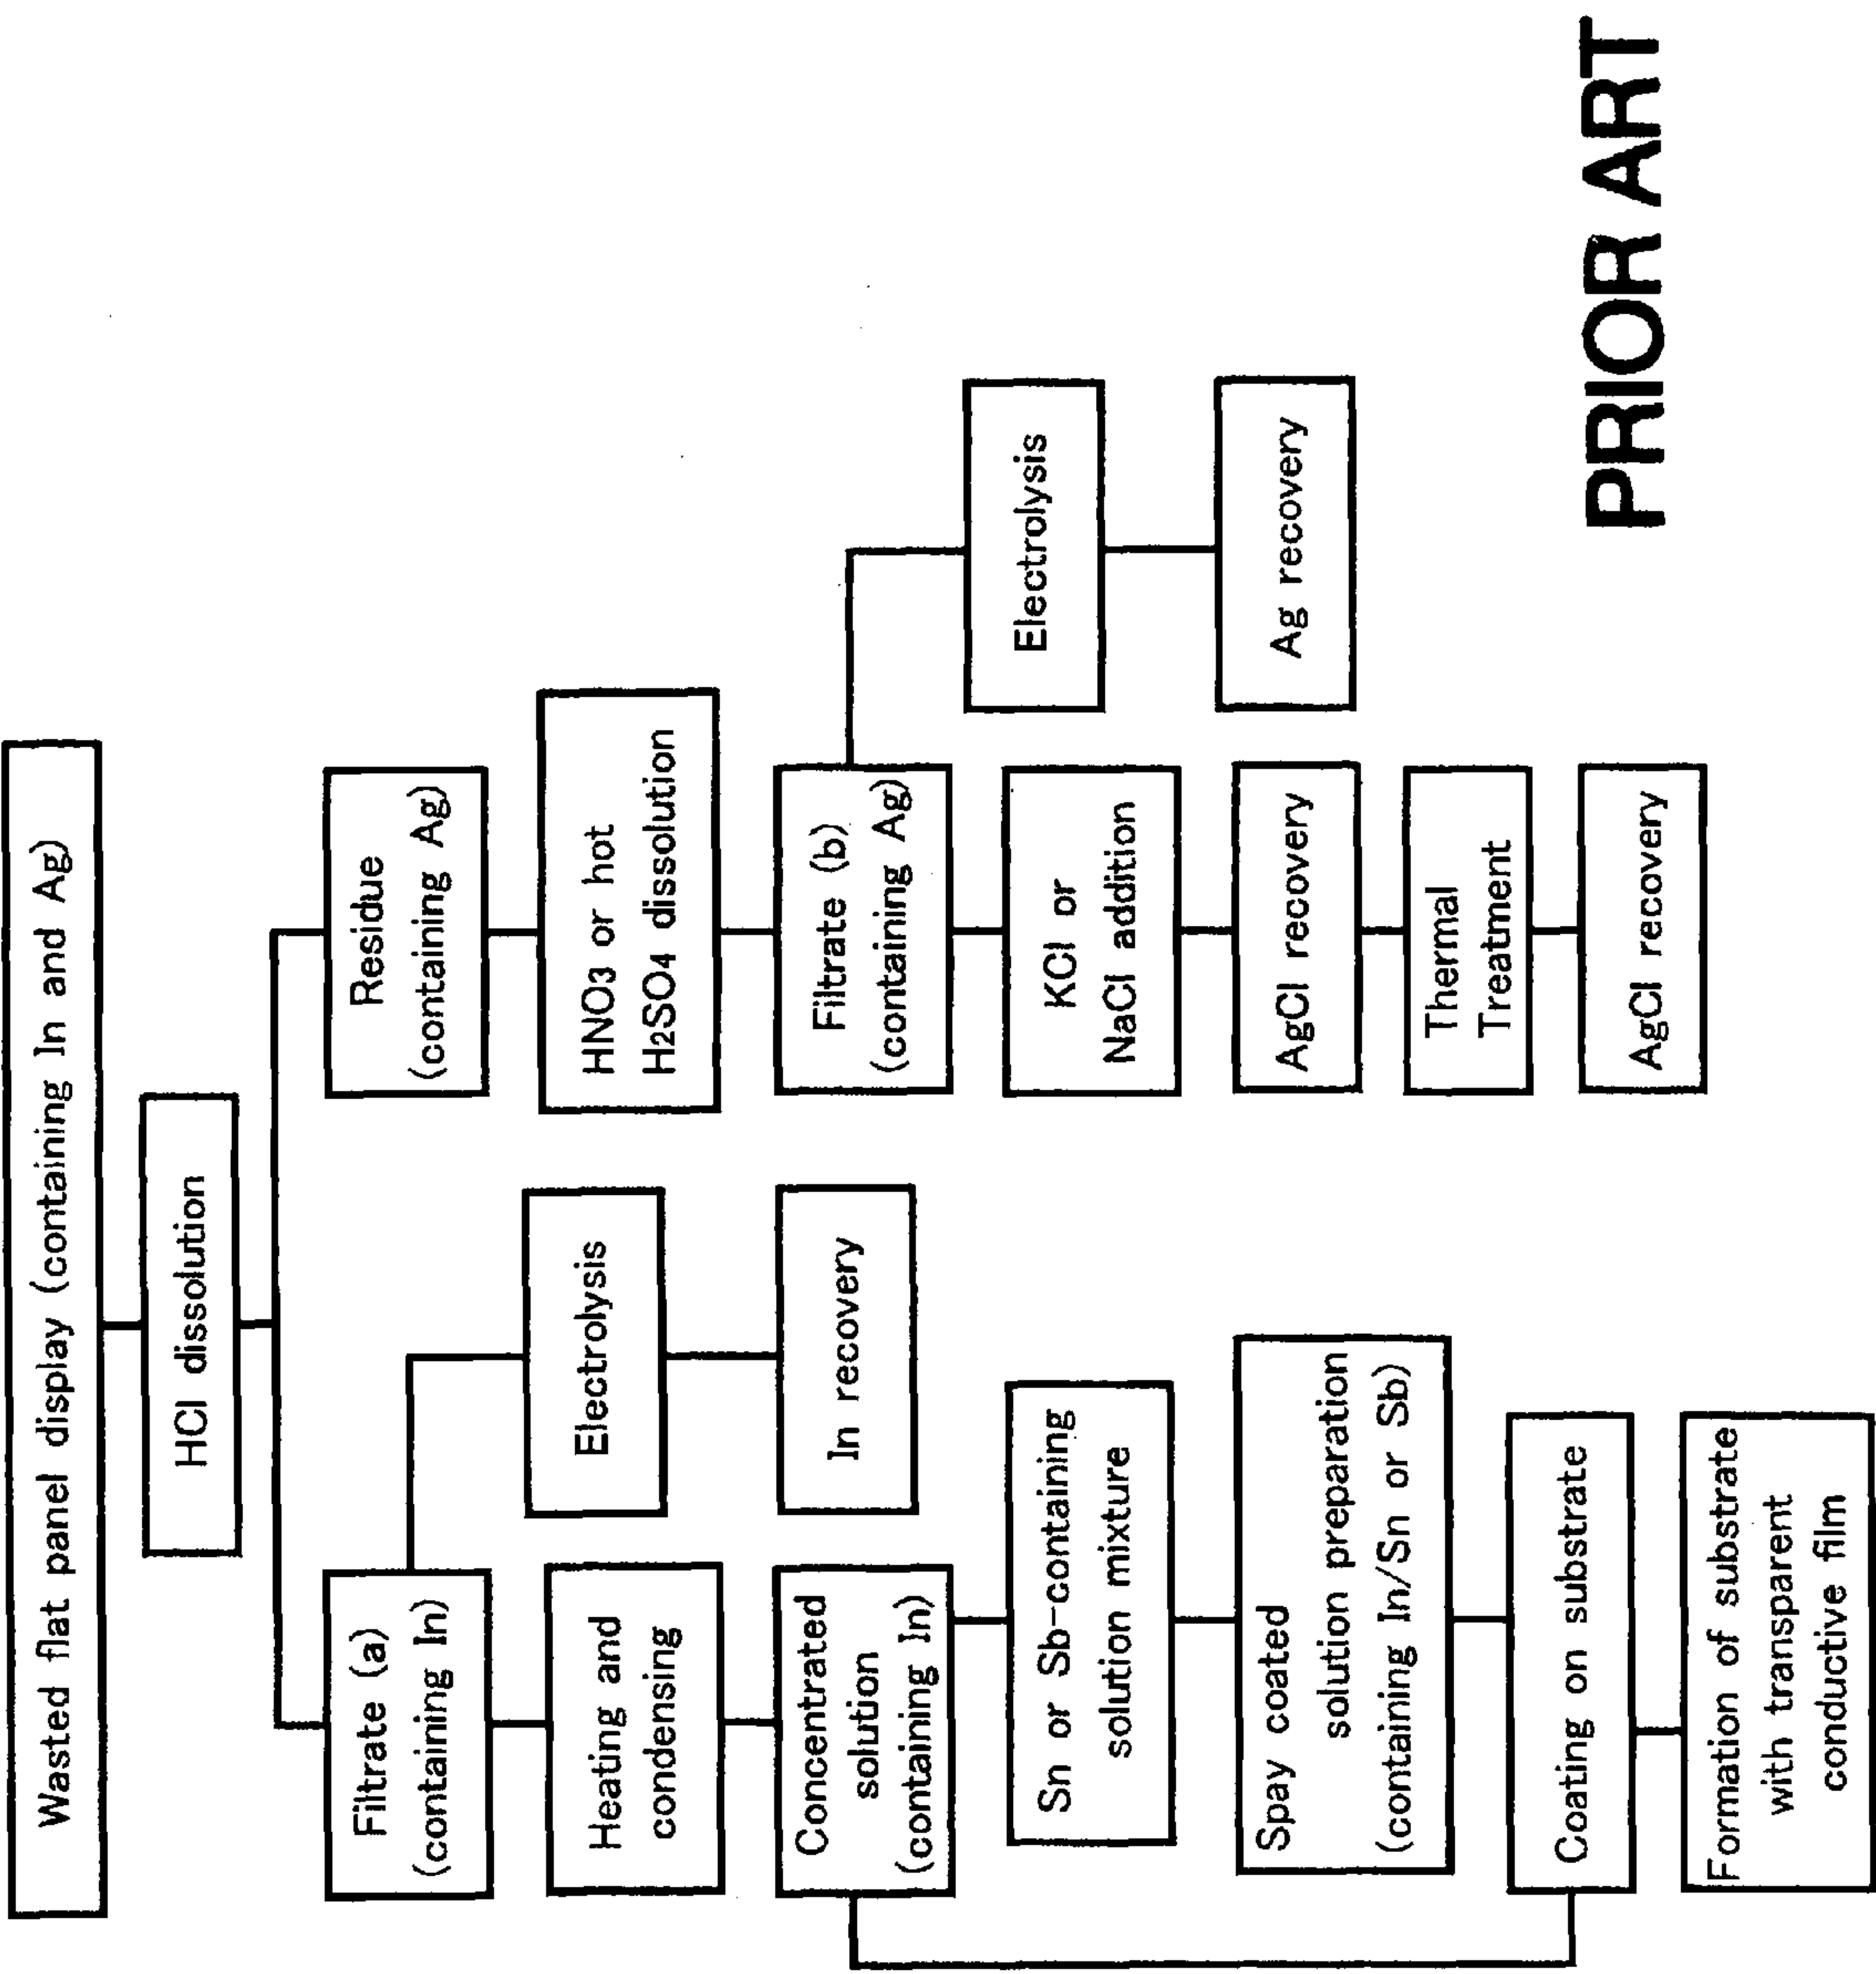 Wasted flat panel display (containing In and Ag)
HCl dissolution
Filtrate (a)
(containing In)
Electrolysis
In recovery
Heating and
condensing
Concentrated
solution
(containing In)
Sn or Sb-containing
solution mixture
Spay coated
solution preparation
(containing In/Sn or Sb)
Coating on substrate
Formation of substrate
with transparent
conductive film
Residue
(containing Ag)
HNO3 or hot
H2SO4 dissolution
Filtrate (b)
(containing Ag)
Electrolysis
Ag recovery
KCl or
NaCl addition
AgCl recovery
Thermal
Treatment
AgCl recovery
PRIOR ART